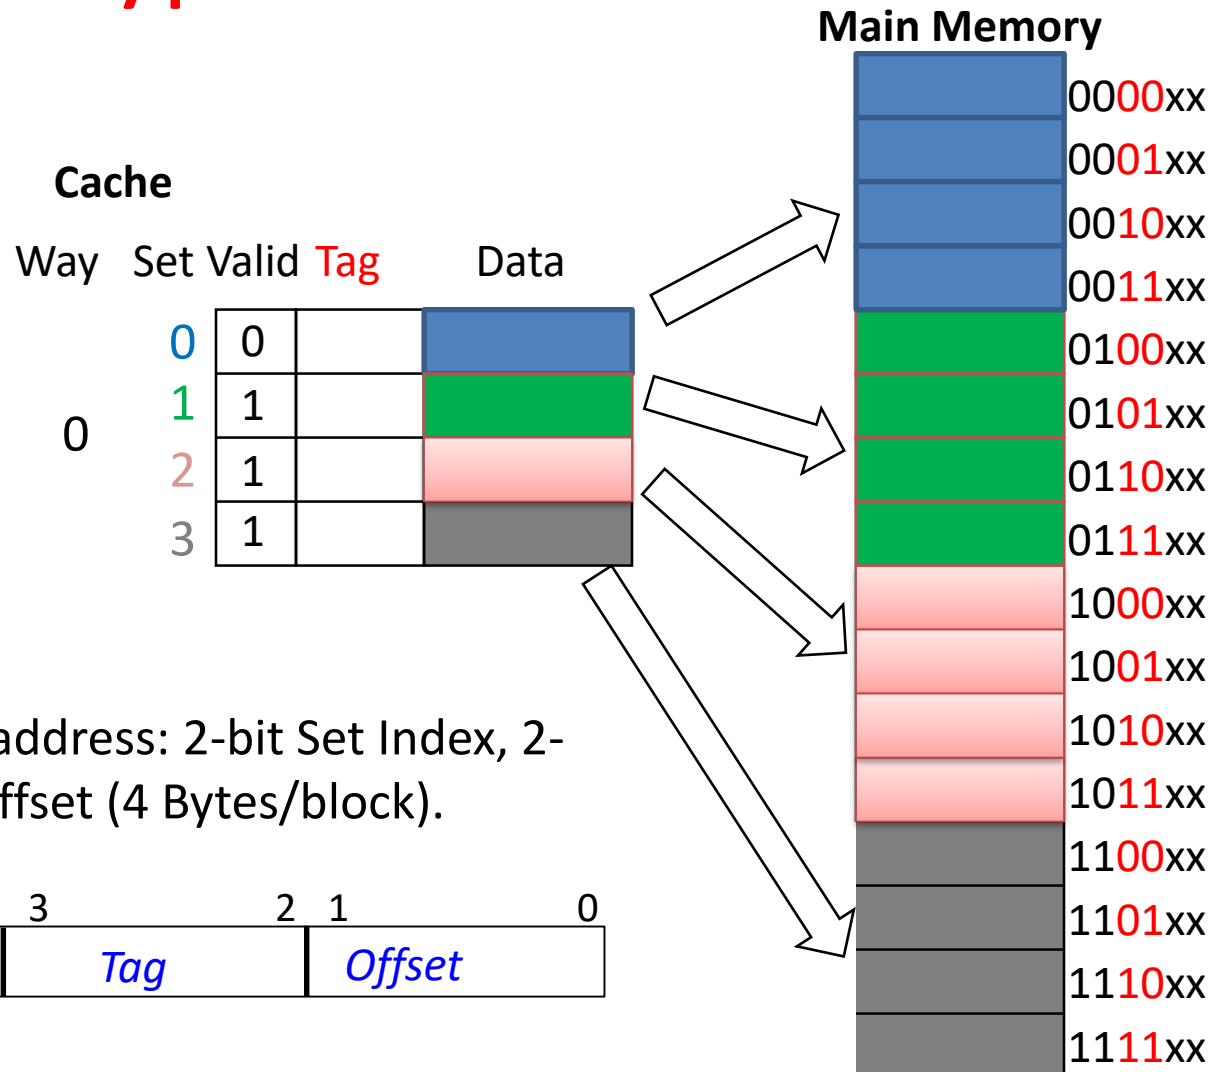 Main Memory
0000xx
0001xx
Cache
0010xx
Way Set Valid Tag Data
0011xx
0 0
0100xx
1 1
0101xx
0
2 1
0110xx
3 1
0111xx
1000xx
1001xx
address: 2-bit Set Index, 2-
1010xx
ffset (4 Bytes/block).
1011xx
1100xx
3 2 1 0
1101xx
Tag Offset
1110xx
1111xx